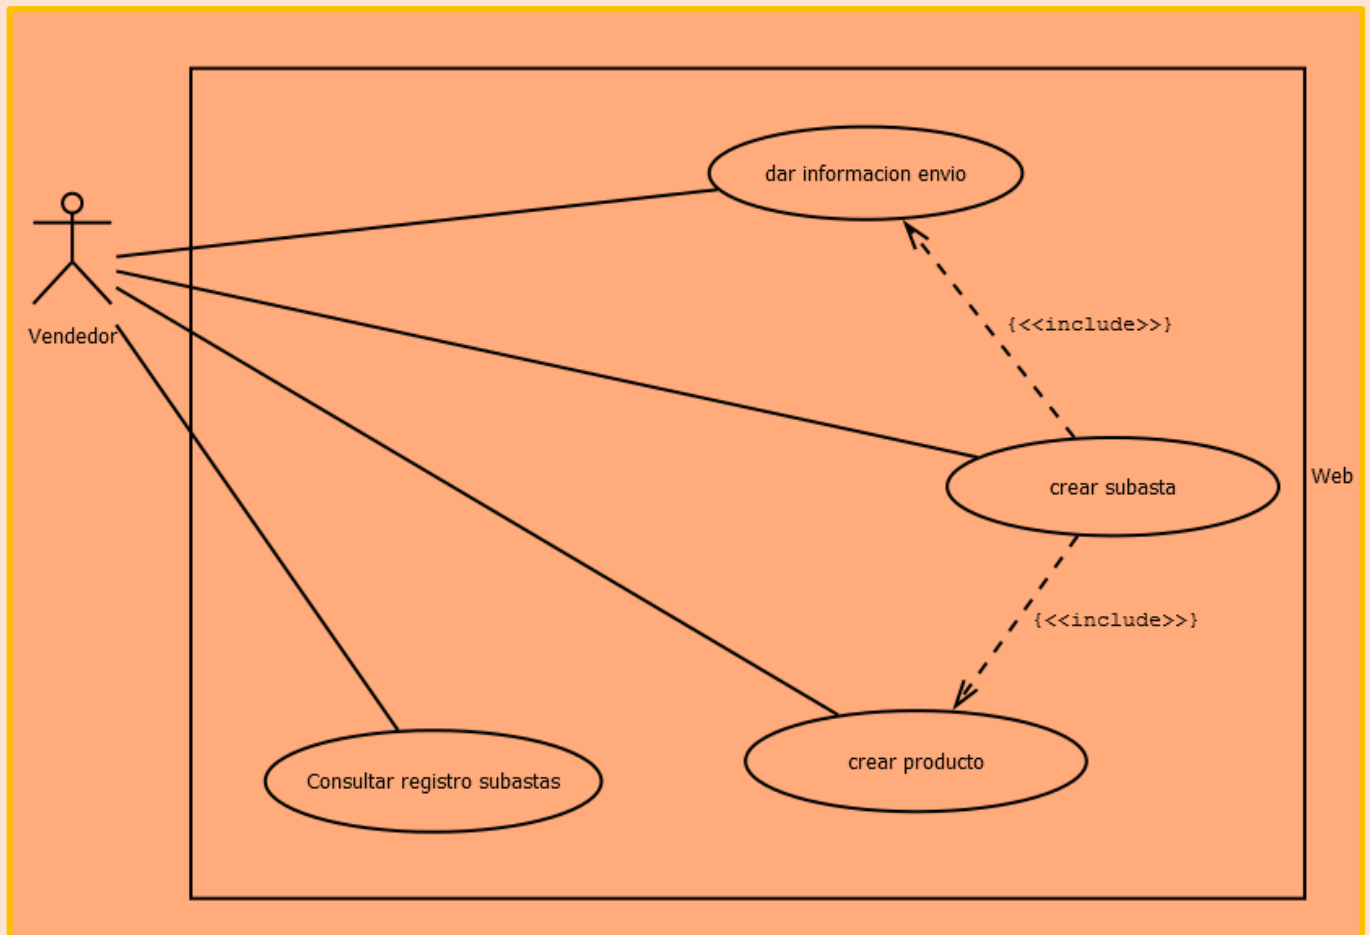 dar informacion envio
{<<include>>}
Vendedor
Web
crear subasta
{<<include>>}
crear producto
Consultar registro subastas